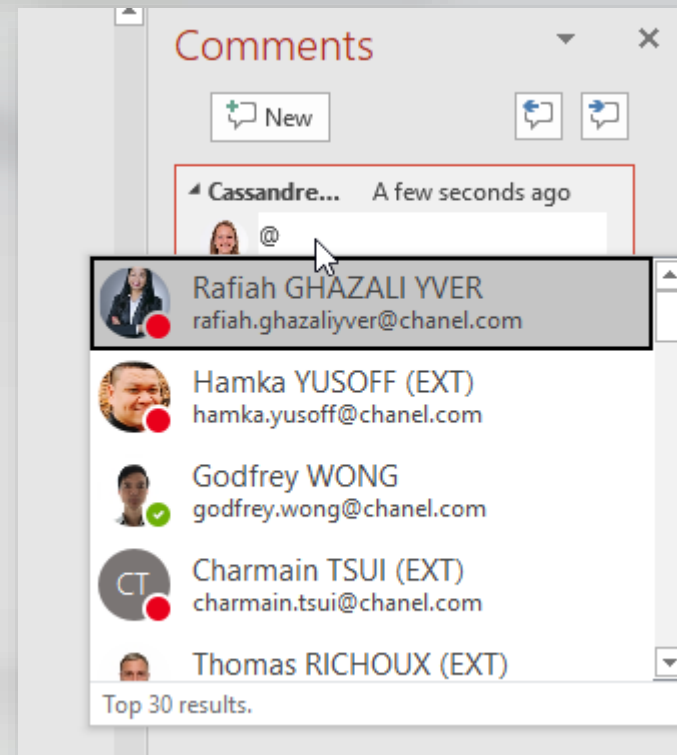 Comments
New
Cassandre... A few seconds ago
@
Rafiah GHAZALI YVER
rafiah.ghazaliyver@chanel.com
Hamka YUSOFF (EXT)
hamka.yusoff@chanel.com
Godfrey WONG
godfrey.wong@chanel.com
CT
Charmain TSUI (EXT)
charmain.tsui@chanel.com
Thomas RICHOUX (EXT)
Top 30 results.